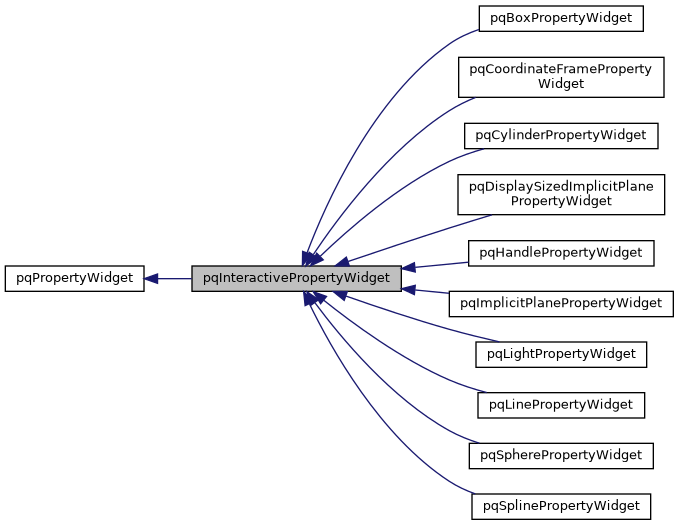 pqBoxPropertyWidget
pqCoordinateFrameProperty
Widget
pqCylinderPropertyWidget
pqDisplaySizedImplicitPlane
PropertyWidget
pqHandlePropertyWidget
pqPropertyWidget
pqInteractivePropertyWidget
pqImplicitPlanePropertyWidget
pqLightPropertyWidget
pqLinePropertyWidget
pqSpherePropertyWidget
pqSplinePropertyWidget